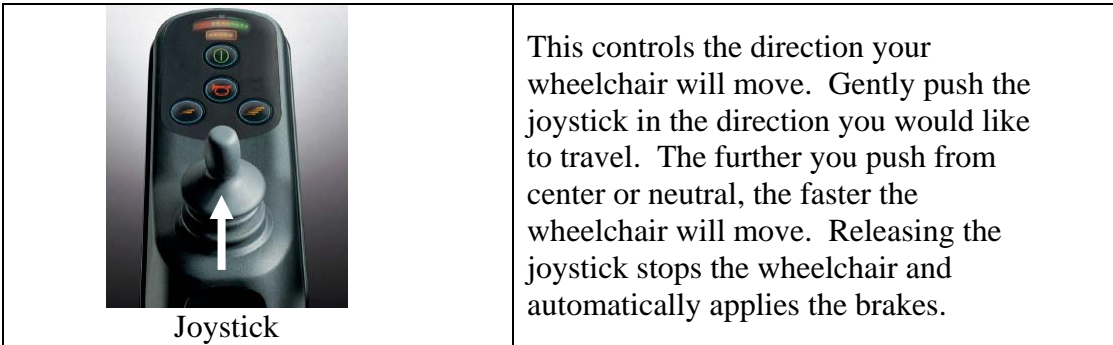 Joystick
This controls the direction your
wheelchair will move.  Gently push the
joystick in the direction you would like
to travel.  The further you push from
center or neutral, the faster the
wheelchair will move.  Releasing the
joystick stops the wheelchair and
automatically applies the brakes.